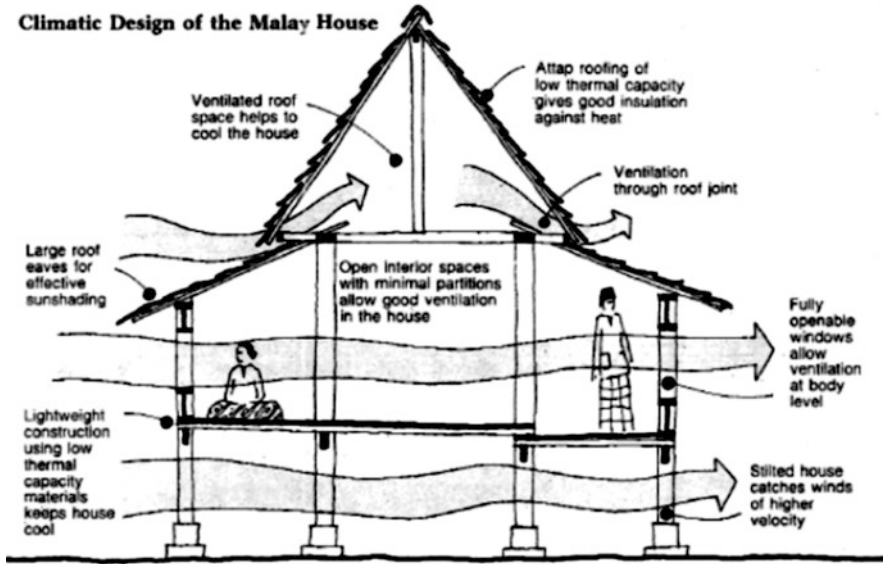 Climatic Design of the Malay House
Ventilated roof
space helps to
cool the house
Attap roofing of
low thermal capacity
gives good insulation
against heat
Ventilation
through roof joint
Large roof
eaves for
effective
sunshading
Open interior spaces
with minimal partitions
allow good ventilation
in the house
Fully
openable
windows
allow
ventilation
at body
level
Lightweight
construction
using low
thermal
capacity
materials
keeps house
cool
Stilted house
catches winds
of higher
velocity